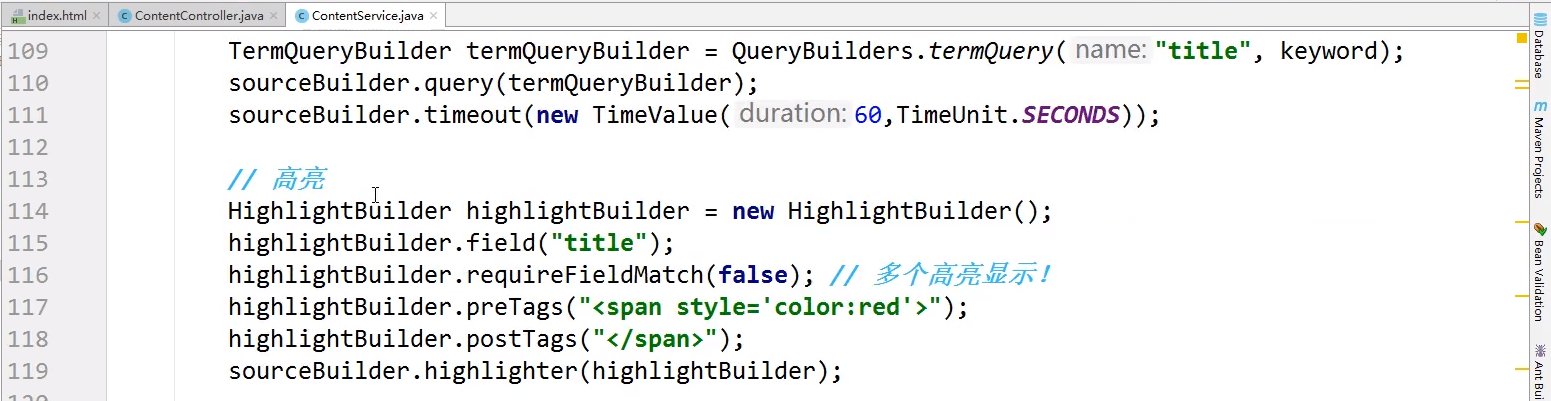 index.html
ContentController.java
ContentService.java
109 TermQueryBuilder termQueryBuilder = QueryBuilders.termQuery( name: "title", keyword);
110 sourceBuilder.query(termQueryBuilder);
111 sourceBuilder.timeout(new TimeValue( duration: 60,TimeUnit.SECONDS));
112
113 // 高亮
114 HighlightBuilder highlightBuilder = new HighlightBuilder();
115 highlightBuilder.field("title");
116 highlightBuilder.requireFieldMatch(false); // 多个高亮显示!
117 highlightBuilder.preTags("<span style='color:red'>");
118 highlightBuilder.postTags("</span>");
119 sourceBuilder.highlighter(highlightBuilder);
Database
Maven Projects
Bean Validation
Ant Bui